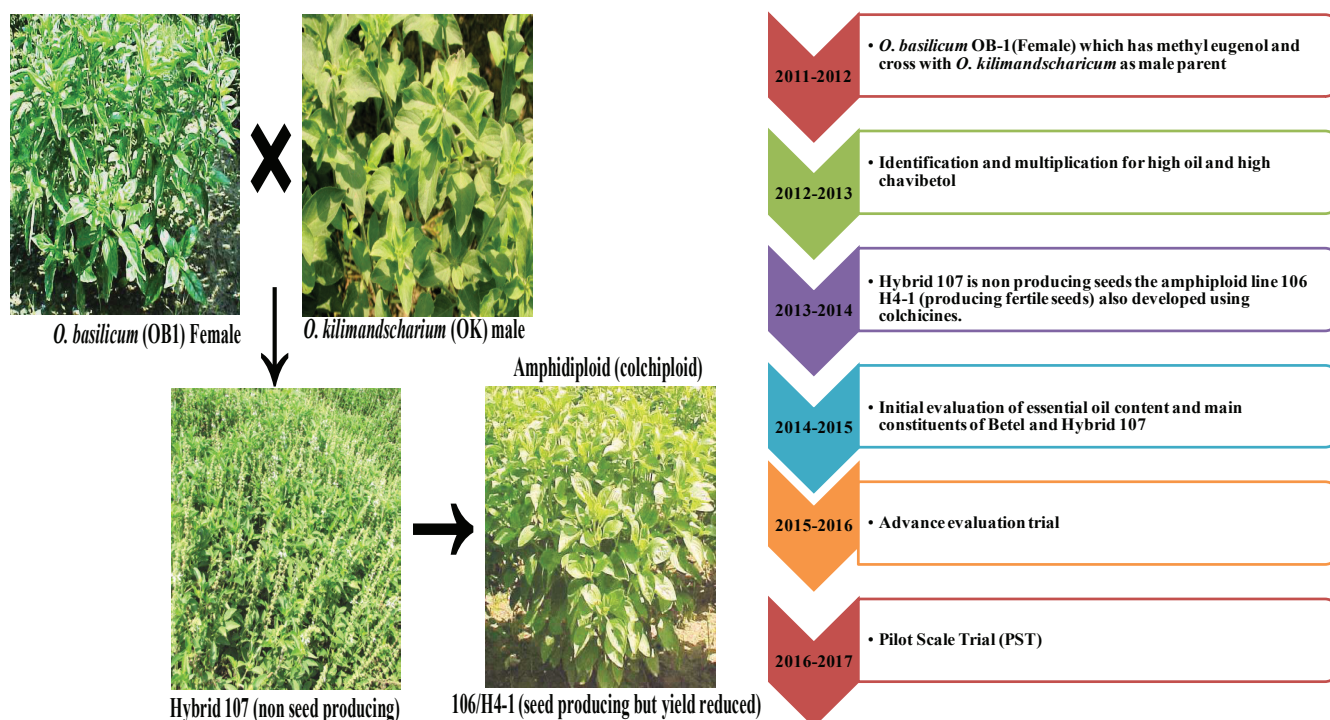 O. basilicum (OB1) Female
O. kilimandscharium (OK) male
Amphidiploid (colchiploid)
Hybrid 107 (non seed producing)
106/H4-1 (seed producing but yield reduced)
2011-2012
• O. basilicum OB-1(Female) which has methyl eugenol and
cross with O. kilimandscharicum as male parent
2012-2013
• Identification and multiplication for high oil and high
chavibetol
2013-2014
• Hybrid 107 is non producing seeds the amphiploid line 106
H4-1 (producing fertile seeds) also developed using
colchicines.
2014-2015
• Initial evaluation of essential oil content and main
constituents of Betel and Hybrid 107
2015-2016
• Advance evaluation trial
2016-2017
• Pilot Scale Trial (PST)